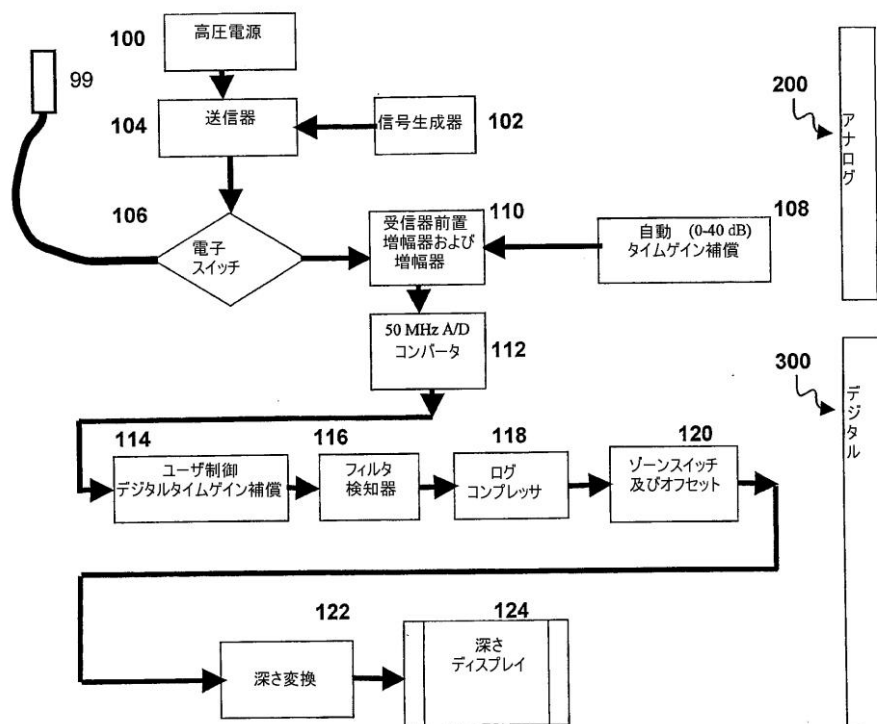 100
高圧電源
99
104
送信器
信号生成器
102
200
アナログ
106
電子
スイッチ
110
受信器前置
増幅器および
増幅器
108
自動 (0-40 dB)
タイムゲイン補償
50 MHz A/D
コンバータ
112
300
デジタル
114
ユーザ制御
デジタルタイムゲイン補償
116
フィルタ
検知器
118
ログ
コンプレッサ
120
ゾーンスイッチ
及びオフセット
122
深さ変換
124
深さ
ディスプレイ